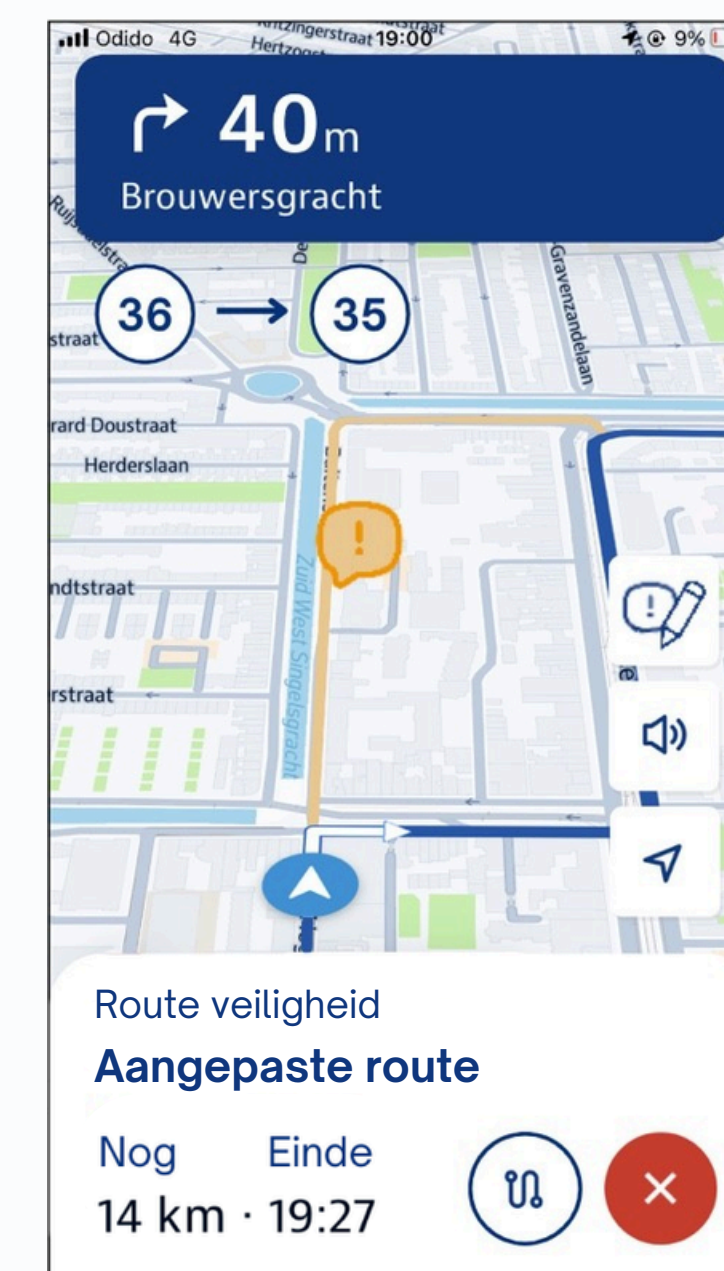 Odido 4G 19:00 9%
40m
Brouwersgracht
36 → 35
straat
Gravenzandelaan
rard Doustraat
Herderslaan
ndtstraat
Zuid West Singelsgracht
rstraat
Route veiligheid
Aangepaste route
Nog Einde
14 km · 19:27